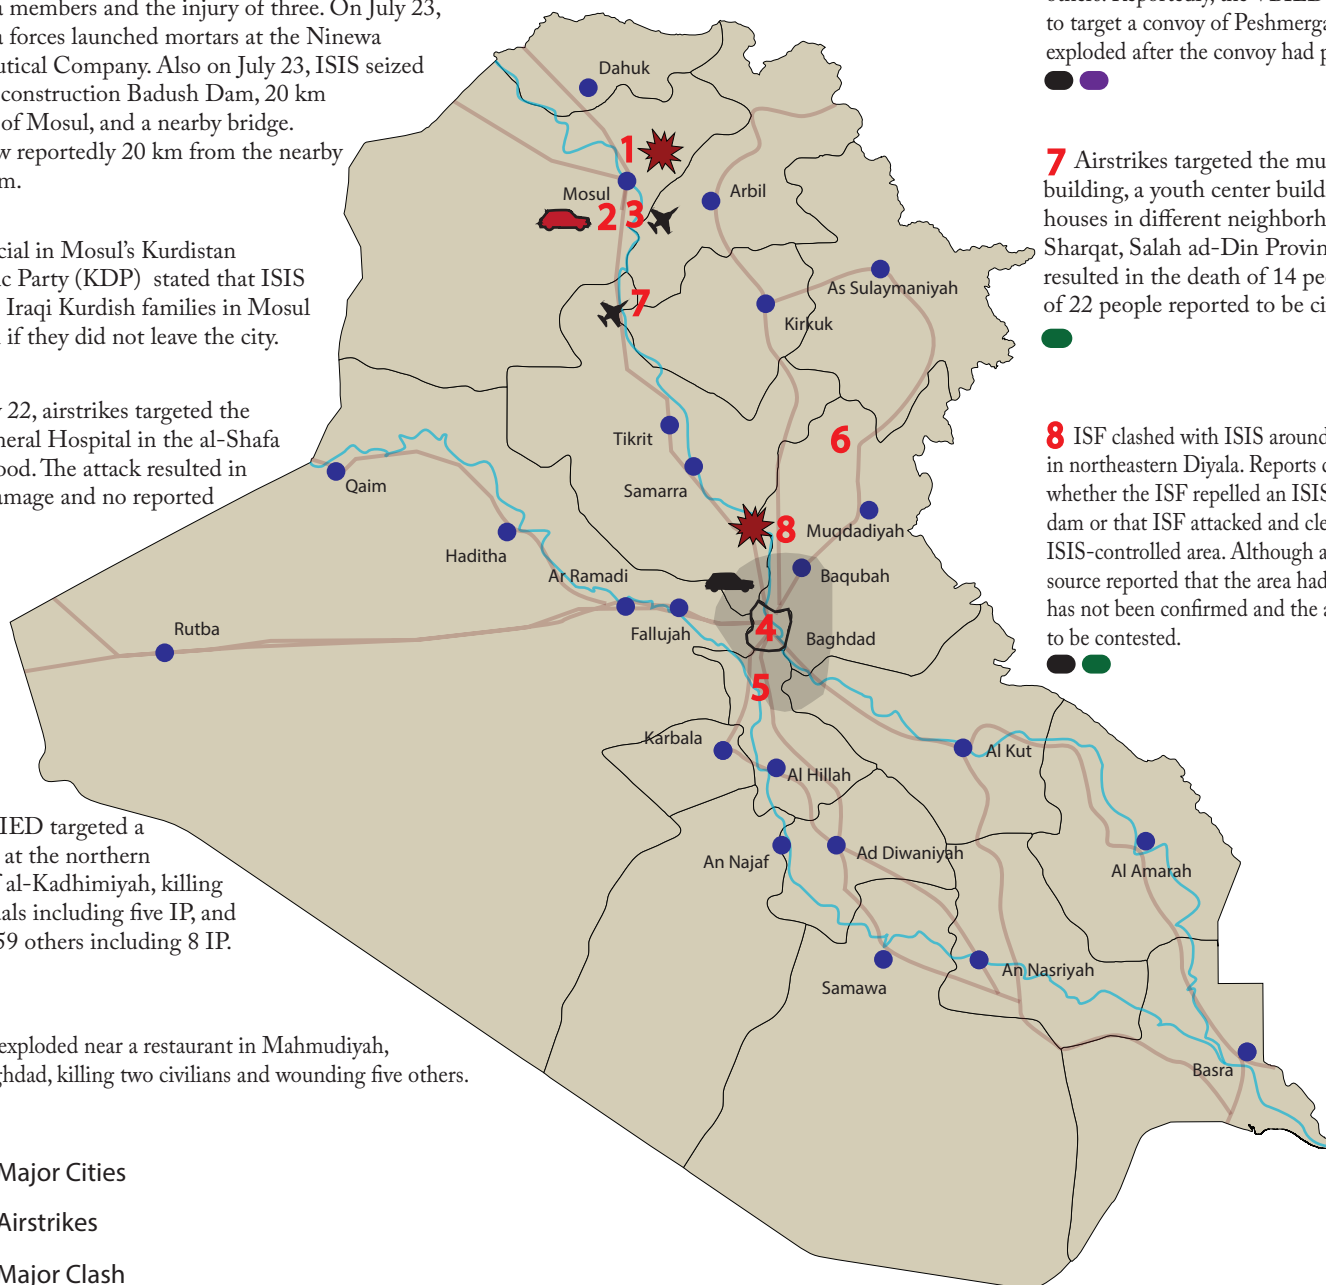 a members and the injury of three. On July 23,
a forces launched mortars at the Ninewa
utical Company. Also on July 23, ISIS seized
construction Badush Dam, 20 km
of Mosul, and a nearby bridge.
w reportedly 20 km from the nearby
m.
cial in Mosul's Kurdistan
ic Party (KDP) stated that ISIS
Iraqi Kurdish families in Mosul
if they did not leave the city.
y 22, airstrikes targeted the
neral Hospital in the al-Shafa
ood. The attack resulted in
amage and no reported
IED targeted a
at the northern
f al-Kadhimiyah, killing
uals including five IP, and
59 others including 8 IP.
exploded near a restaurant in Mahmudiyah,
ghdad, killing two civilians and wounding five others.
Major Cities
Airstrikes
Major Clash
Dahuk
1
Mosul
2
3
Arbil
As Sulaymaniyah
7
Kirkuk
Tikrit
6
Samarra
Qaim
8
Muqdadiyah
Haditha
Ar Ramadi
Baqubah
Fallujah
4
Baghdad
Rutba
5
Karbala
Al Hillah
Al Kut
An Najaf
Ad Diwaniyah
Al Amarah
Samawa
An Nasriyah
Basra
to target a convoy of Peshmerga
exploded after the convoy had p
7 Airstrikes targeted the mu
building, a youth center build
houses in different neighborh
Sharqat, Salah ad-Din Provin
resulted in the death of 14 pe
of 22 people reported to be ci
8 ISF clashed with ISIS around
in northeastern Diyala. Reports c
whether the ISF repelled an ISIS
dam or that ISF attacked and cle
ISIS-controlled area. Although a
source reported that the area had
has not been confirmed and the a
to be contested.